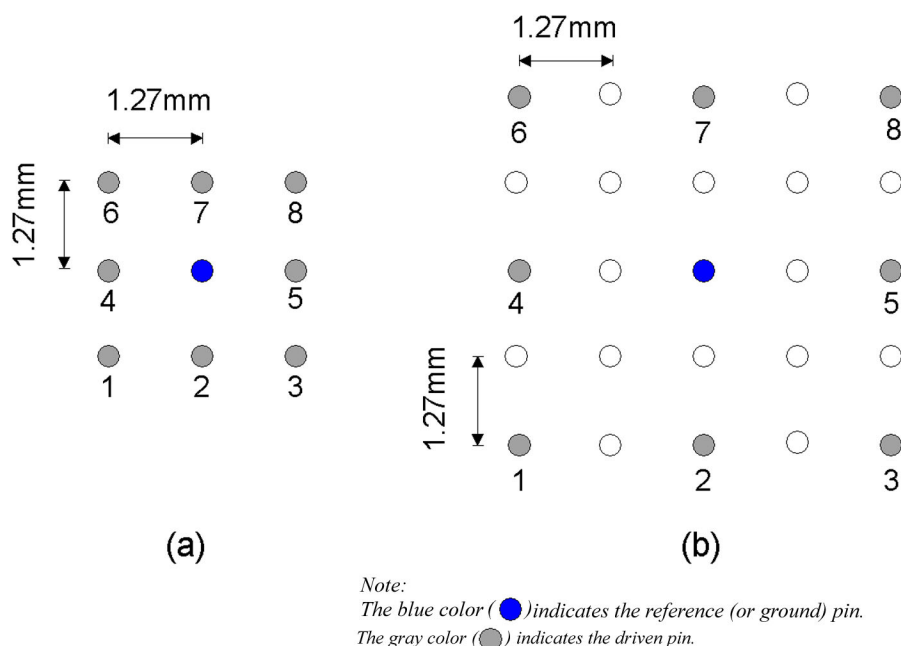 1.27mm
1.27mm
6 7 8
1.27mm
4 5
1 2 3
(a)
1.27mm
6 7 8
4 5
1.27mm
1 2 3
(b)
Note:
The blue color ( ) indicates the reference (or ground) pin.
The gray color ( ) indicates the driven pin.